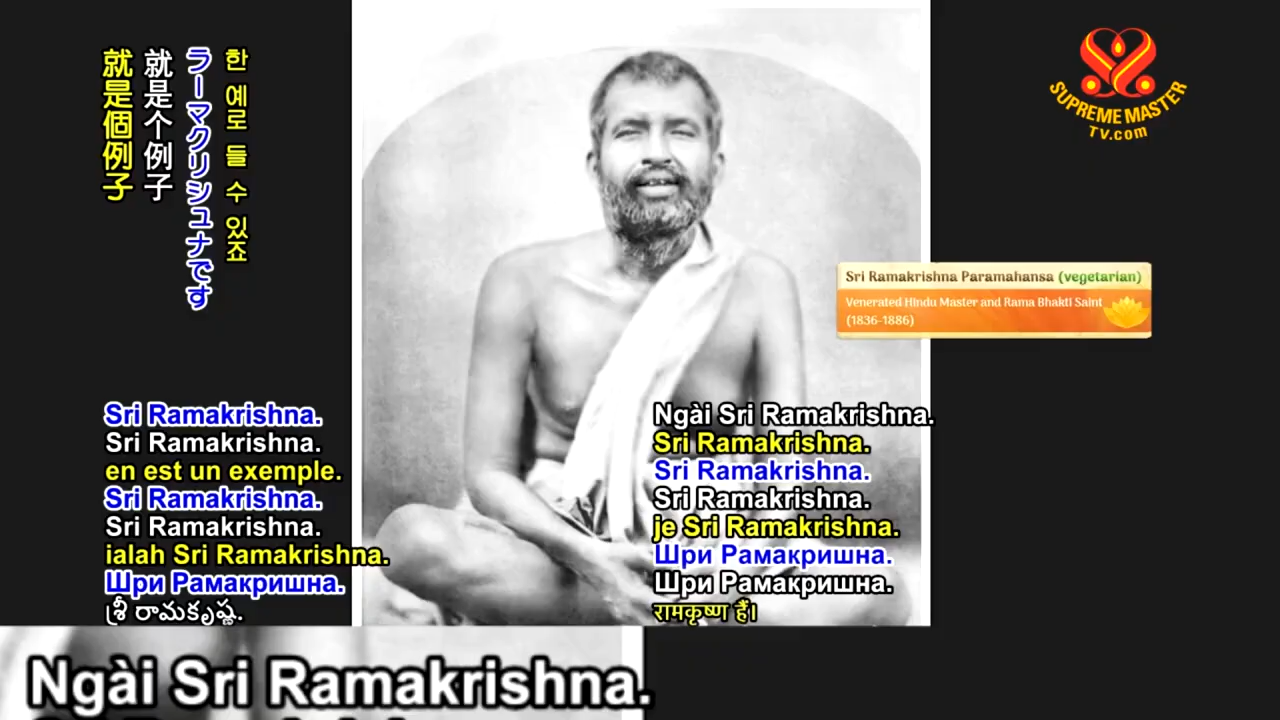 한 예로 들 수 있죠
ラーマクリシュナです
就是个例子
就是個例子
SUPREME MASTER
TV.com
Sri Ramakrishna Paramahansa (vegetarian)
Venerated Hindu Master and Rama Bhakti Saint
(1836-1886)
Sri Ramakrishna.
Sri Ramakrishna.
en est un exemple.
Sri Ramakrishna.
Sri Ramakrishna.
ialah Sri Ramakrishna.
Шри Рамакришна.
శ్రీ రామకృష్ణ.
Ngài Sri Ramakrishna.
Sri Ramakrishna.
Sri Ramakrishna.
Sri Ramakrishna.
je Sri Ramakrishna.
Шри Рамакришна.
Шри Рамакришна.
रामकृष्ण हैं।
Ngài Sri Ramakrishna.